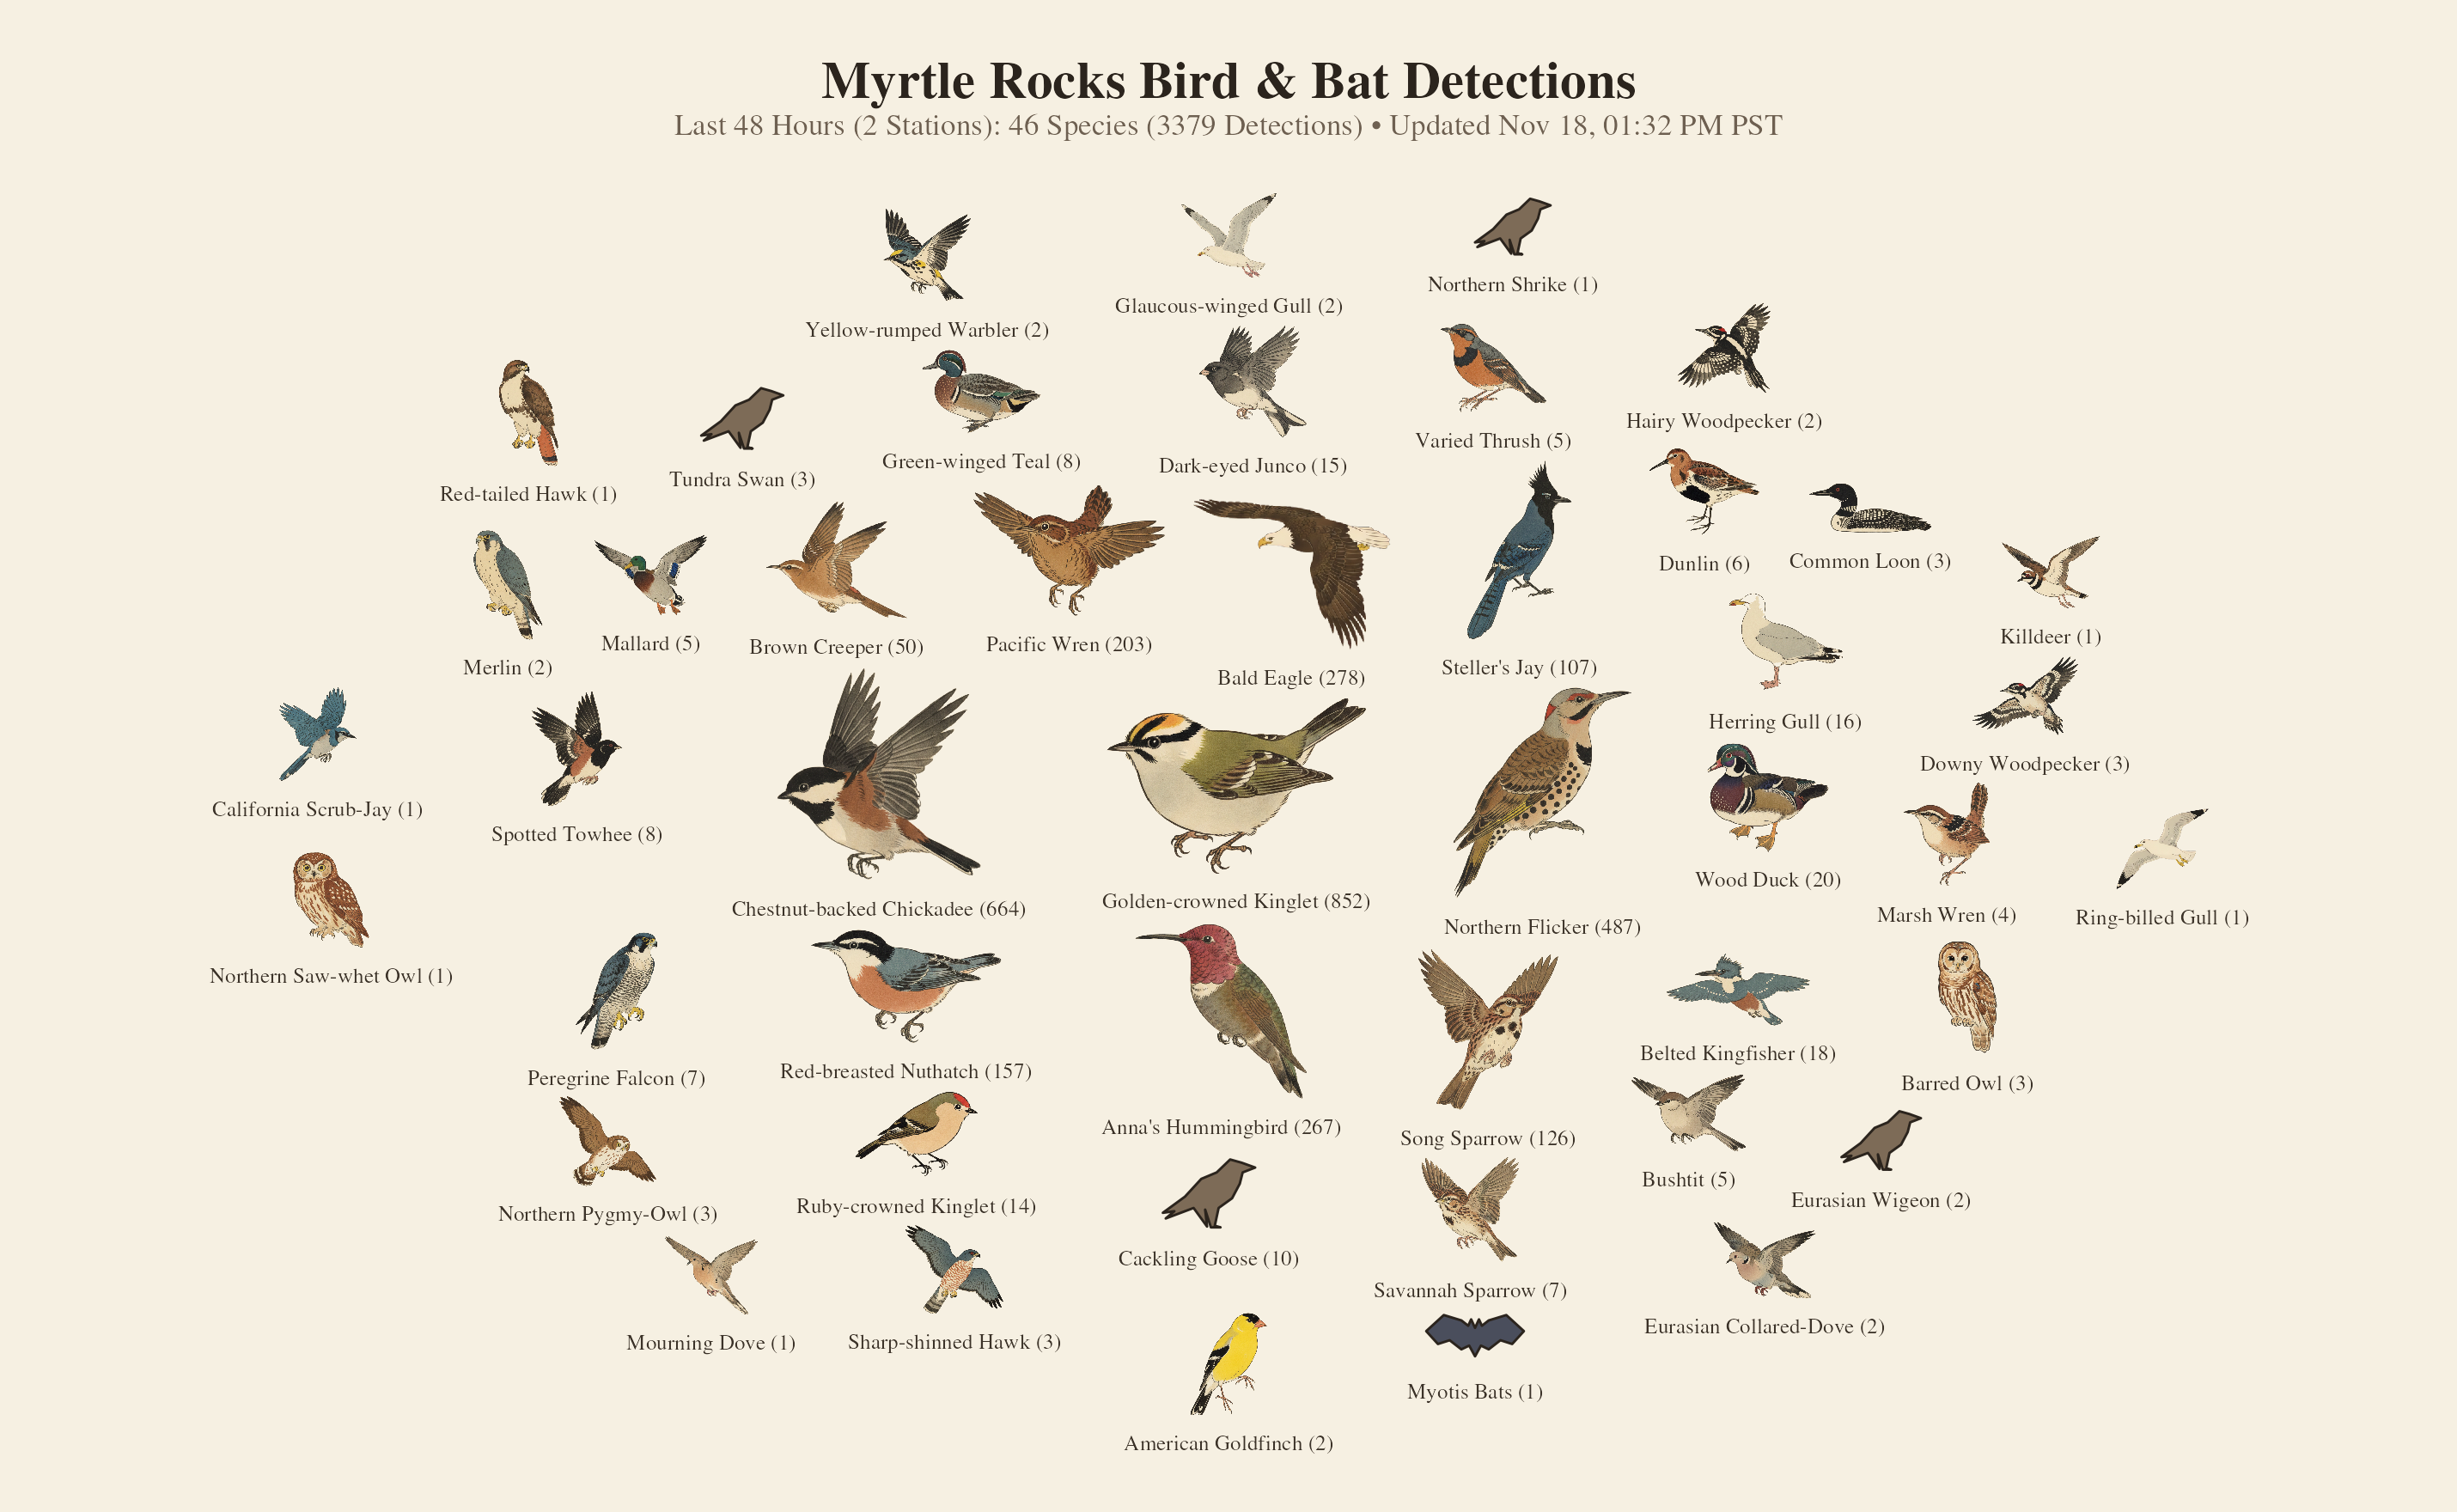 Myrtle Rocks Bird & Bat Detections
Last 48 Hours (2 Stations): 46 Species (3379 Detections) • Updated Nov 18, 01:32 PM PST
Northern Shrike (1)
Glaucous-winged Gull (2)
Yellow-rumped Warbler (2)
Hairy Woodpecker (2)
Varied Thrush (5)
Green-winged Teal (8)
Dark-eyed Junco (15)
Tundra Swan (3)
Red-tailed Hawk (1)
Common Loon (3)
Dunlin (6)
Killdeer (1)
Mallard (5)
Pacific Wren (203)
Brown Creeper (50)
Merlin (2)
Steller's Jay (107)
Bald Eagle (278)
Herring Gull (16)
Downy Woodpecker (3)
California Scrub-Jay (1)
Spotted Towhee (8)
Wood Duck (20)
Golden-crowned Kinglet (852)
Chestnut-backed Chickadee (664)
Marsh Wren (4)
Ring-billed Gull (1)
Northern Flicker (487)
Northern Saw-whet Owl (1)
Belted Kingfisher (18)
Red-breasted Nuthatch (157)
Peregrine Falcon (7)
Barred Owl (3)
Anna's Hummingbird (267)
Song Sparrow (126)
Bushtit (5)
Eurasian Wigeon (2)
Ruby-crowned Kinglet (14)
Northern Pygmy-Owl (3)
Cackling Goose (10)
Savannah Sparrow (7)
Eurasian Collared-Dove (2)
Mourning Dove (1)
Sharp-shinned Hawk (3)
Myotis Bats (1)
American Goldfinch (2)